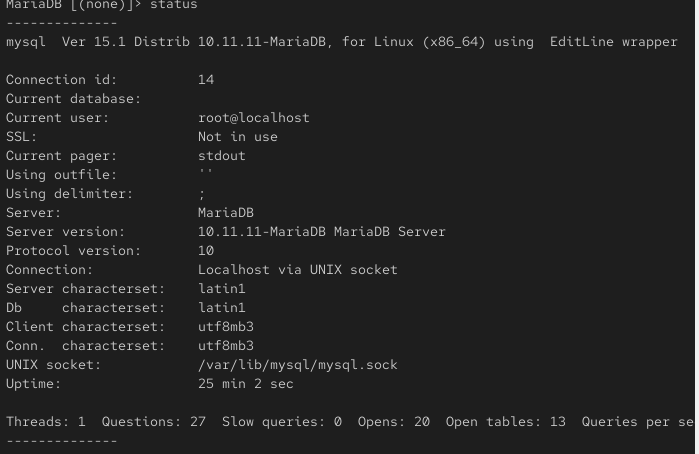 MariaDB [(none)]> status
--------------
mysql  Ver 15.1 Distrib 10.11.11-MariaDB, for Linux (x86_64) using  EditLine wrapper

Connection id:          14
Current database:
Current user:           root@localhost
SSL:                    Not in use
Current pager:          stdout
Using outfile:          ''
Using delimiter:        ;
Server:                 MariaDB
Server version:         10.11.11-MariaDB MariaDB Server
Protocol version:       10
Connection:             Localhost via UNIX socket
Server characterset:    latin1
Db     characterset:    latin1
Client characterset:    utf8mb3
Conn.  characterset:    utf8mb3
UNIX socket:            /var/lib/mysql/mysql.sock
Uptime:                 25 min 2 sec

Threads: 1  Questions: 27  Slow queries: 0  Opens: 20  Open tables: 13  Queries per se
--------------